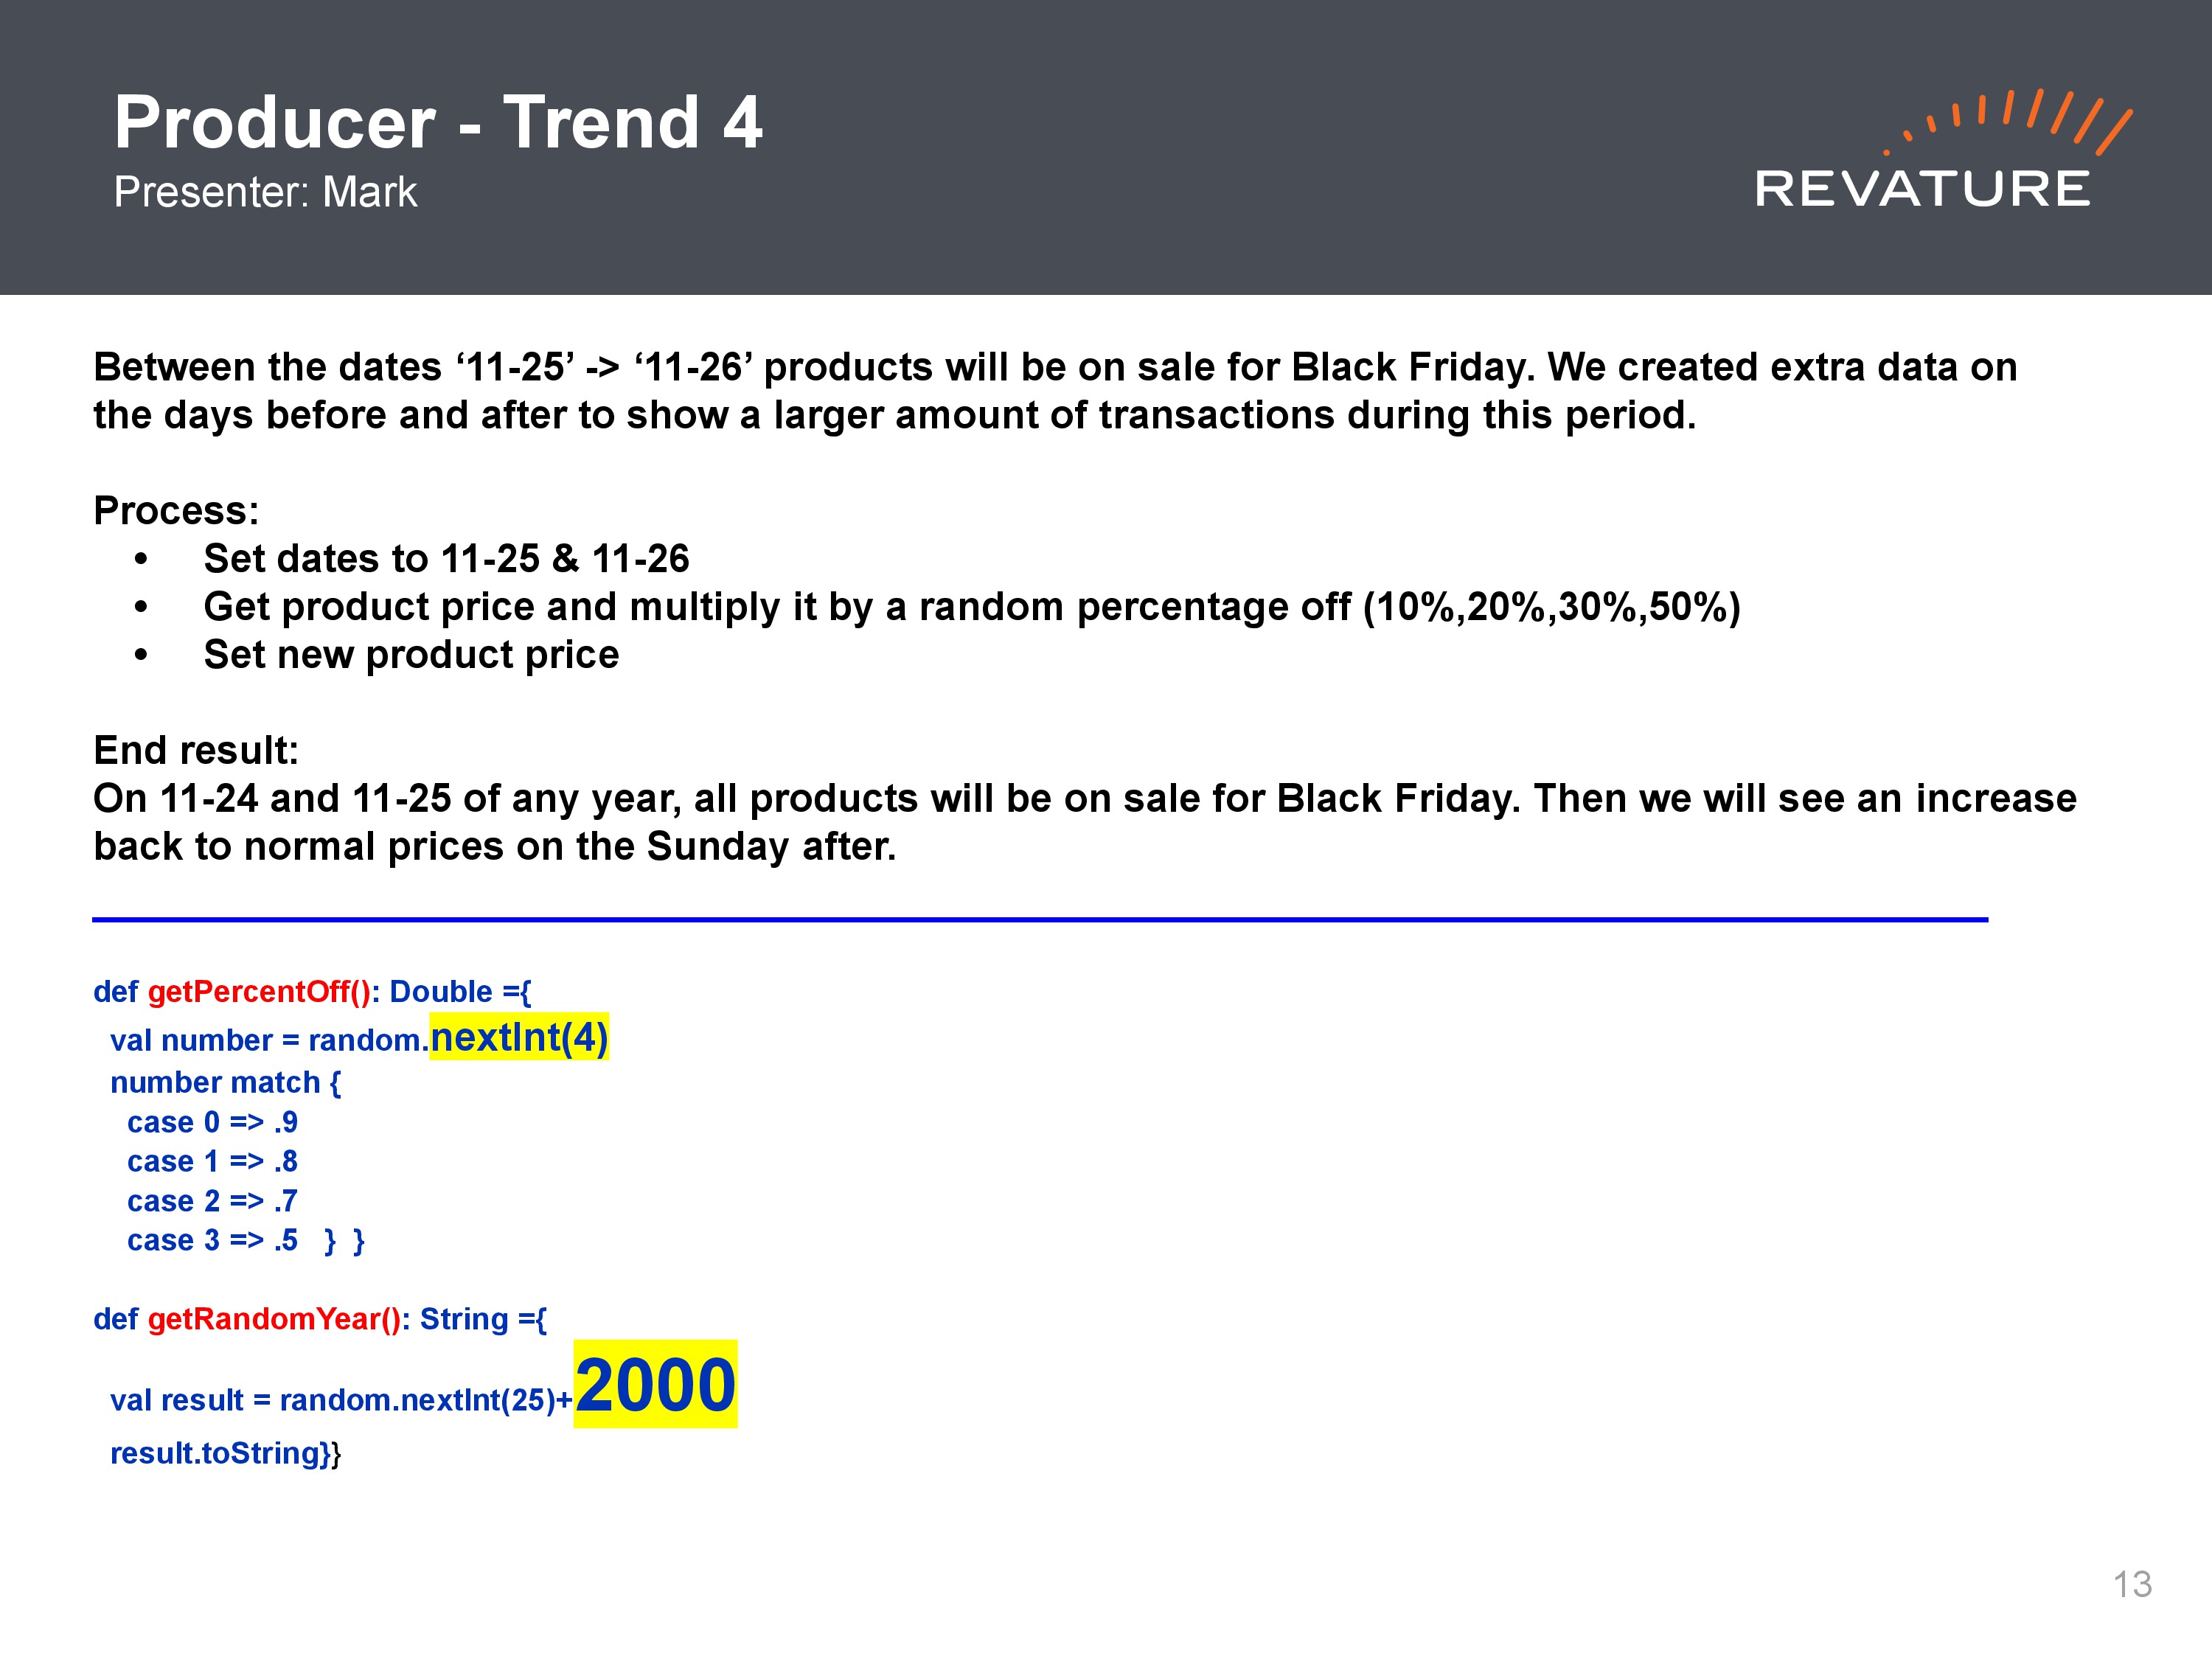 Producer - Trend 4
Presenter: Mark
REVATURE
Between the dates ‘11-25’ -> ‘11-26’ products will be on sale for Black Friday. We created extra data on
the days before and after to show a larger amount of transactions during this period.
Process:
• Set dates to 11-25 & 11-26
• Get product price and multiply it by a random percentage off (10%,20%,30%,50%)
• Set new product price
End result:
On 11-24 and 11-25 of any year, all products will be on sale for Black Friday. Then we will see an increase
back to normal prices on the Sunday after.
def getPercentOff(): Double ={
val number = random.nextInt(4)
number match {
case 0 => .9
case 1 => .8
case 2 => .7
case 3 => .5 } }
def getRandomYear(): String ={
val result = random.nextInt(25)+2000
result.toString}}
13